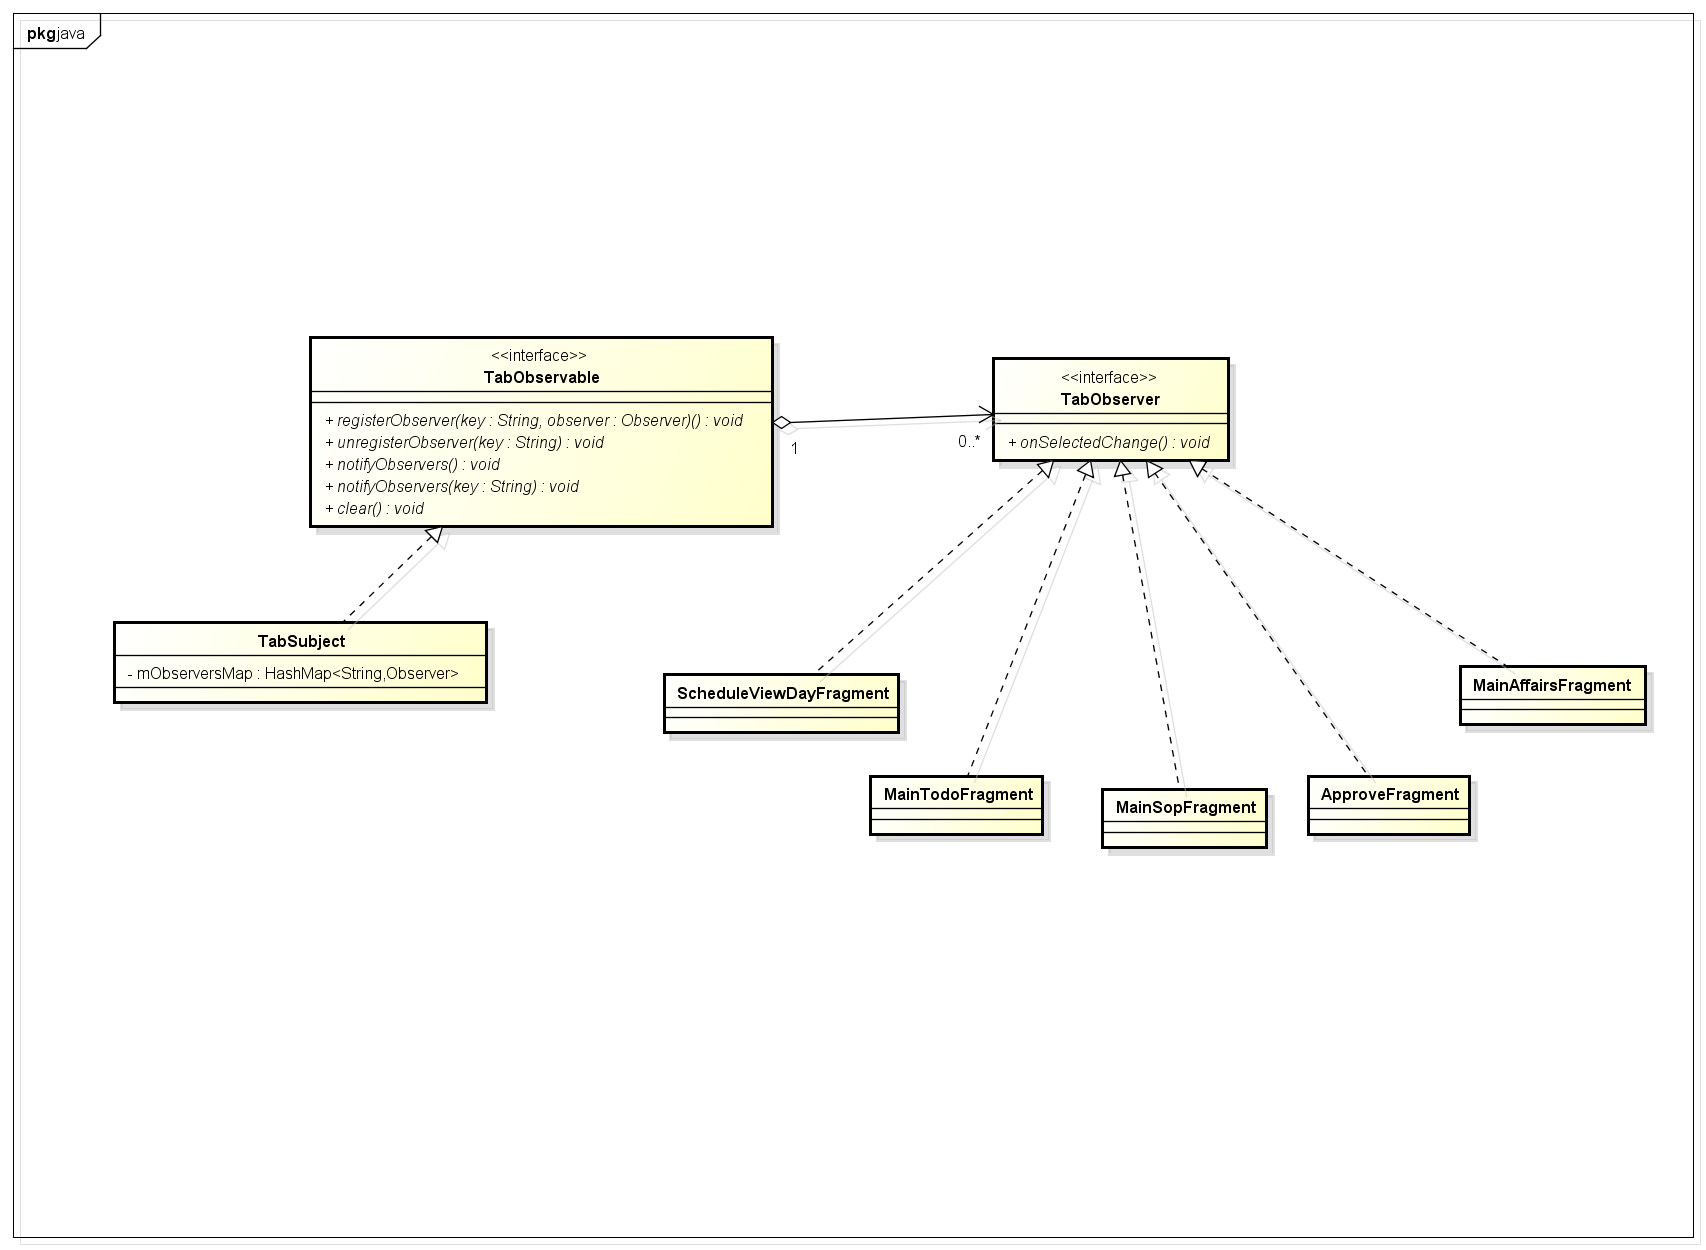 pkgjava
<<interface>>
TabObservable
+ registerObserver(key : String, observer : Observer)() : void
+ unregisterObserver(key : String) : void
+ notifyObservers() : void
+ notifyObservers(key : String) : void
+ clear() : void
1
0..*
<<interface>>
TabObserver
+ onSelectedChange() : void
TabSubject
- mObserversMap : HashMap<String,Observer>
ScheduleViewDayFragment
MainTodoFragment
MainSopFragment
ApproveFragment
MainAffairsFragment